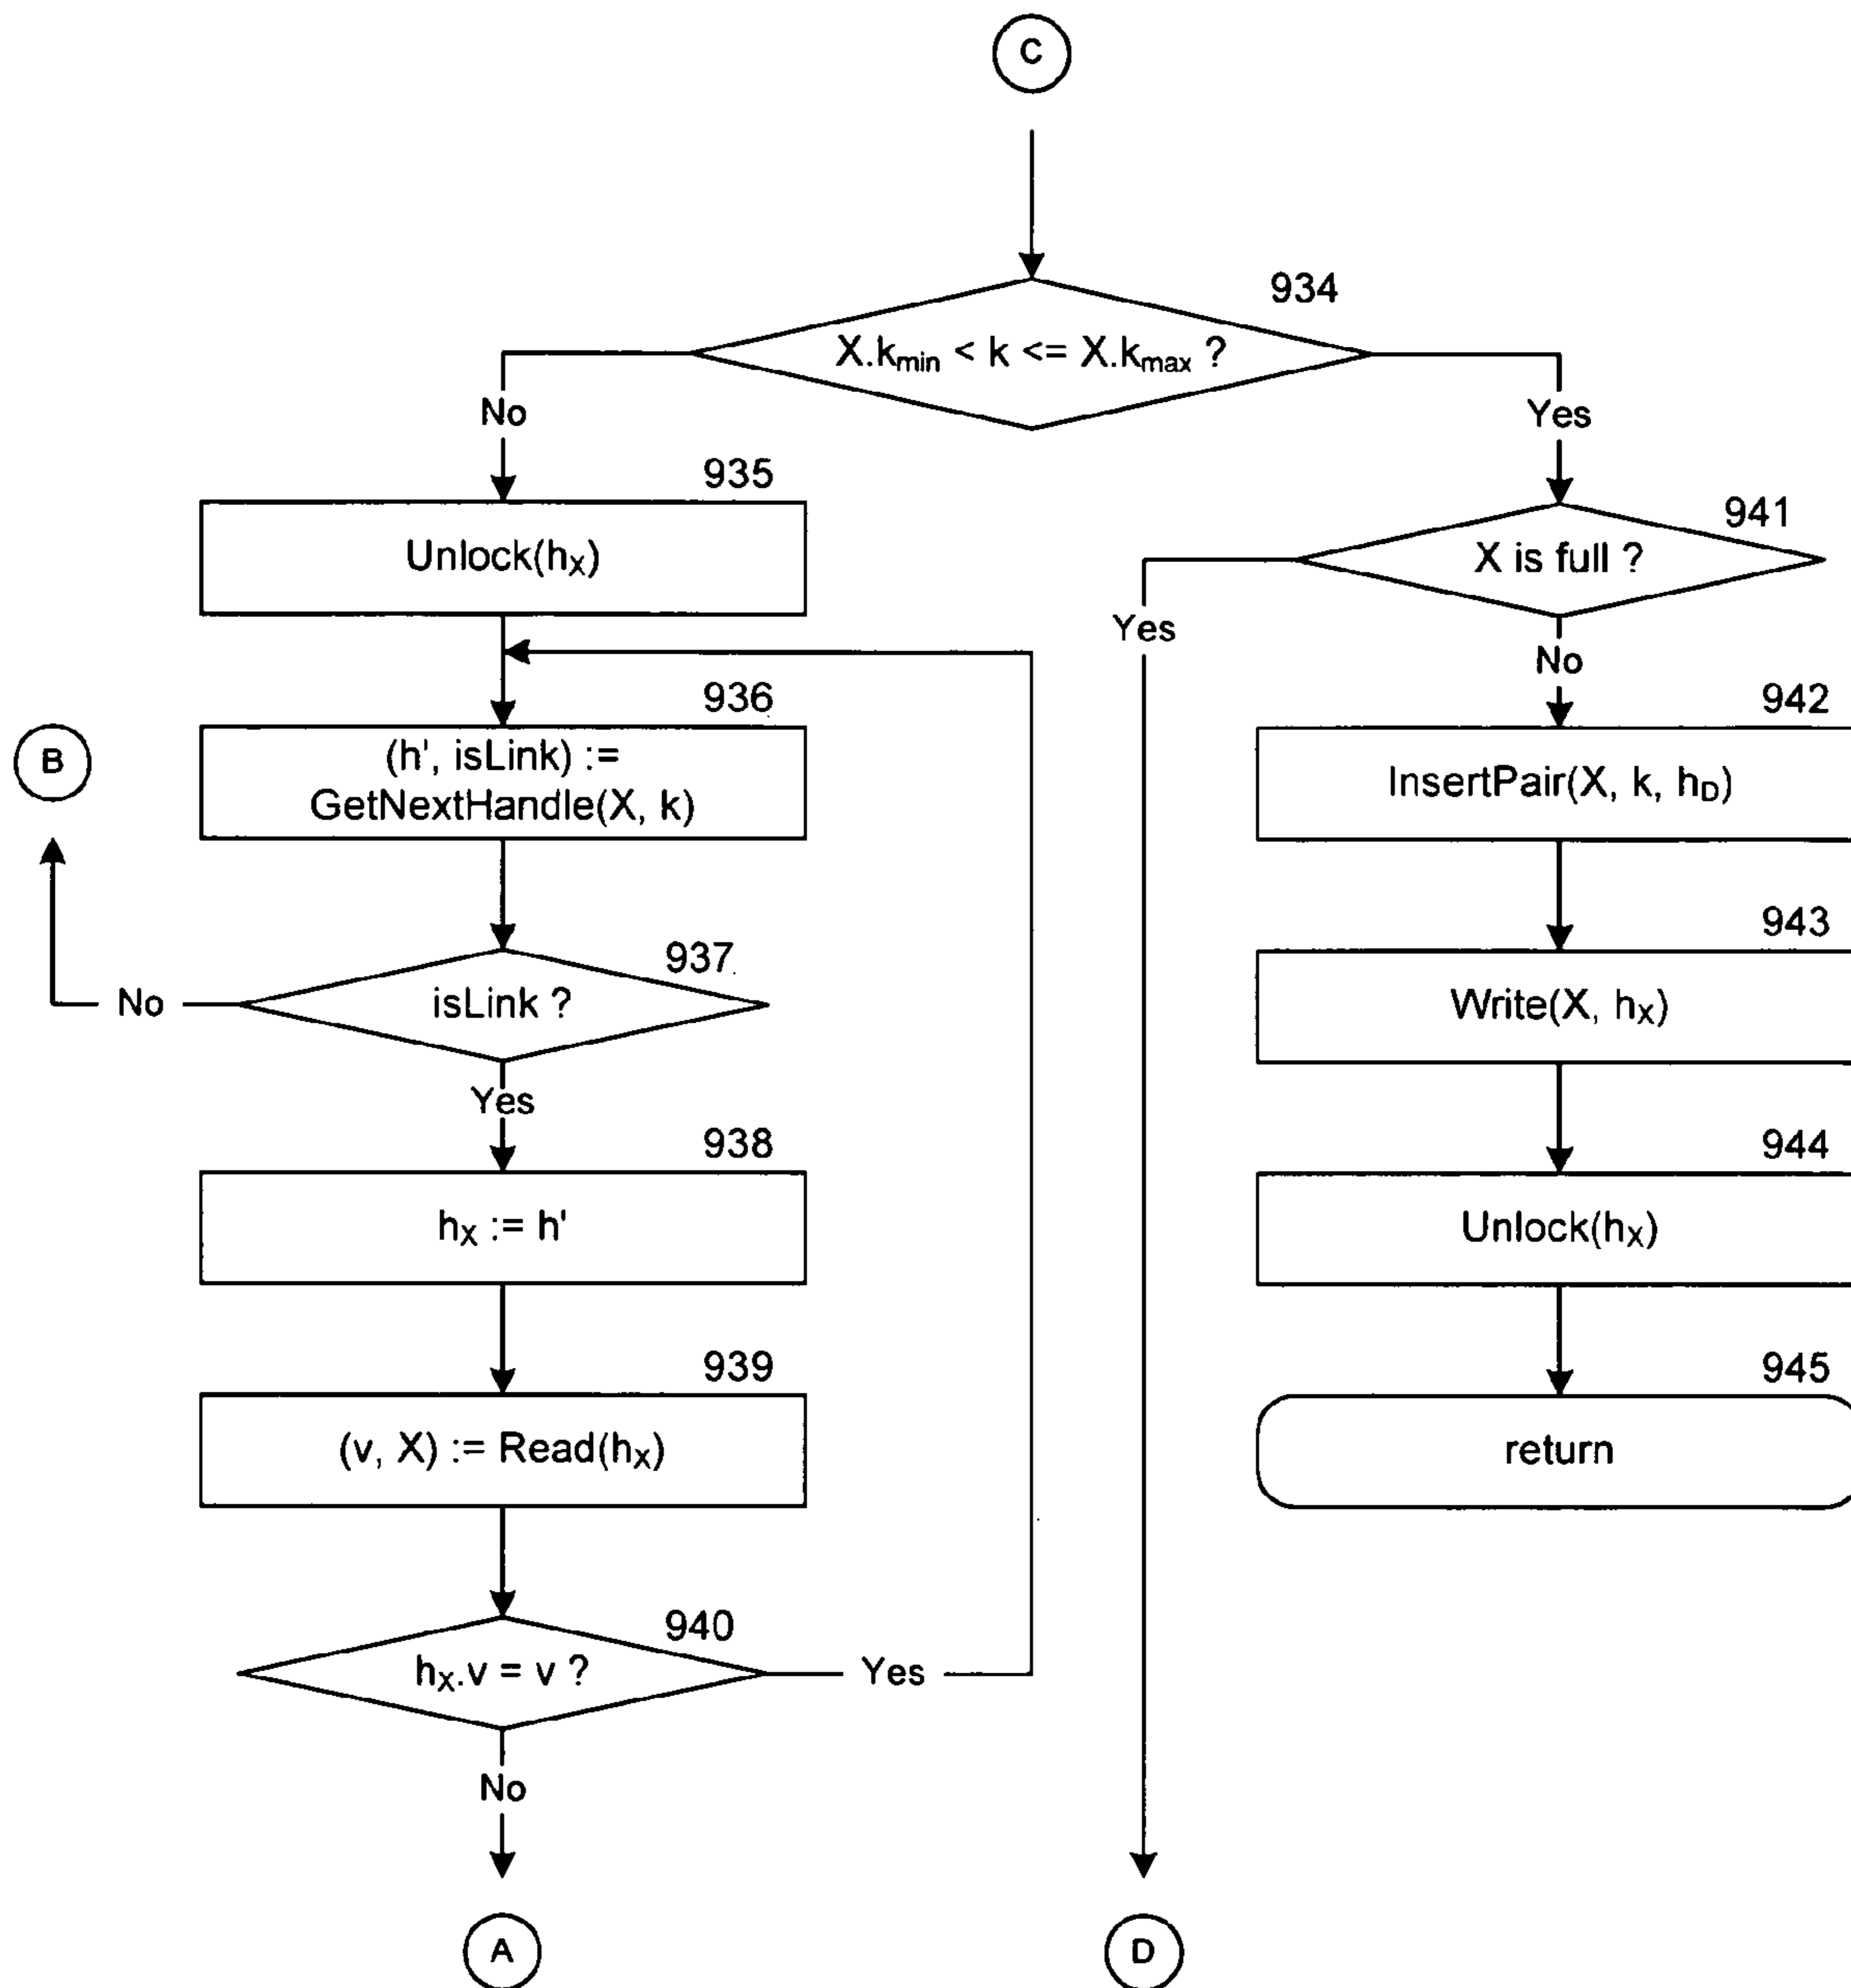 C
934
X.kmin < k <= X.kmax ?
No
Yes
935
Unlock(hX)
941
X is full ?
Yes
No
936
(h', isLink) :=
GetNextHandle(X, k)
B
942
InsertPair(X, k, hD)
937
isLink ?
No
Yes
943
Write(X, hX)
938
hX := h'
944
Unlock(hX)
939
(v, X) := Read(hX)
945
return
940
hX.v = v ?
Yes
No
A
D